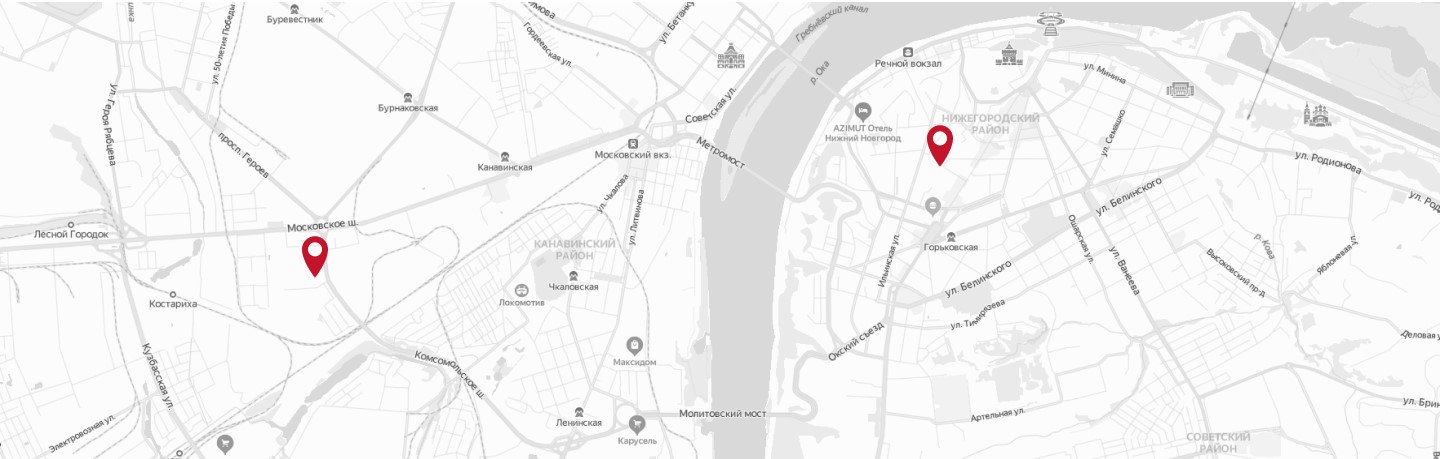 Буревестник
ул. 50-летия Победы
Гордеевская ул.
ул. Бетанк
Гребнёвский канал
р. Ока
Речной вокзал
ул. Минина
ул. Героя Рябцева
Бурнаковская
Советская ул.
AZIMUT Отель
Нижний Новгород
НИЖЕГОРОДСКИЙ
РАЙОН
ул. Семашко
просп. Героев
Канавинская
Московский вкз.
Метромост
ул. Родионова
ул. Род
ул. Чкалова
ул. Литвинова
ул. Белинского
Лесной Городок
Московское ш.
КАНАВИНСКИЙ
РАЙОН
Чкаловская
Локомотив
Горьковская
Ильинская ул.
Ошарская ул.
ул. Ванеева
р. Кова
Яблоневая ул.
Высоковский пр-д
ул. Белинского
Костариха
ул. Тимирязева
Окский съезд
Деловая у
Кузбасская ул.
Комсомольское ш.
Максидом
Ленинская
Карусель
Молитовский мост
Артельная ул.
ул. Брин
Электровозная ул.
СОВЕТСКИЙ
РАЙОН